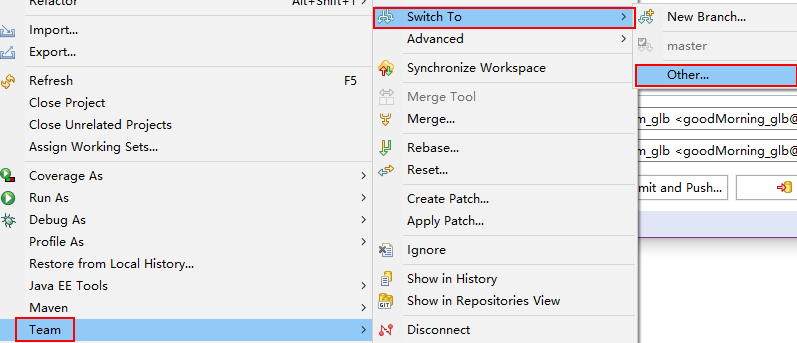 Refactor Alt+Shift+T
Import...
Export...
Refresh F5
Close Project
Close Unrelated Projects
Assign Working Sets...
Coverage As
Run As
Debug As
Profile As
Restore from Local History...
Java EE Tools
Maven
Team
Switch To
Advanced
Synchronize Workspace
Merge Tool
Merge...
Rebase...
Reset...
Create Patch...
Apply Patch...
Ignore
Show in History
GIT Show in Repositories View
Disconnect
New Branch...
master
Other...
m_glb <goodMorning_glb@
m_glb <goodMorning_glb@
mit and Push...